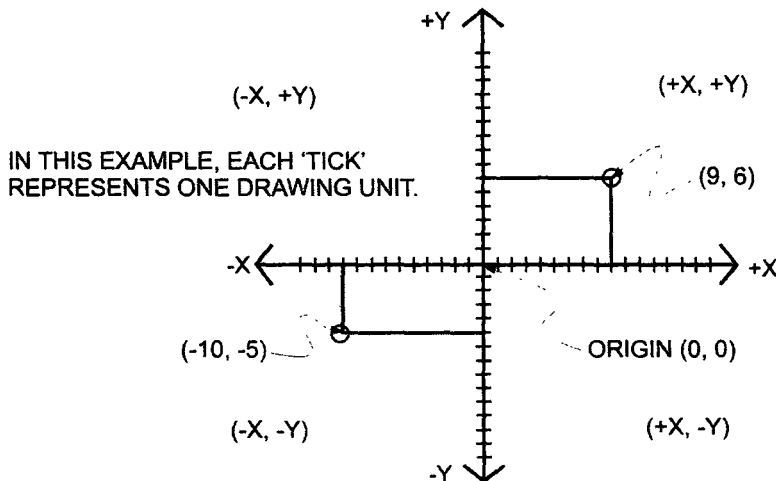 +Y
(-X, +Y)
(+X, +Y)
IN THIS EXAMPLE, EACH 'TICK'
REPRESENTS ONE DRAWING UNIT.
(9, 6)
-X
+X
(-10, -5)
ORIGIN (0, 0)
(-X, -Y)
(+X, -Y)
-Y